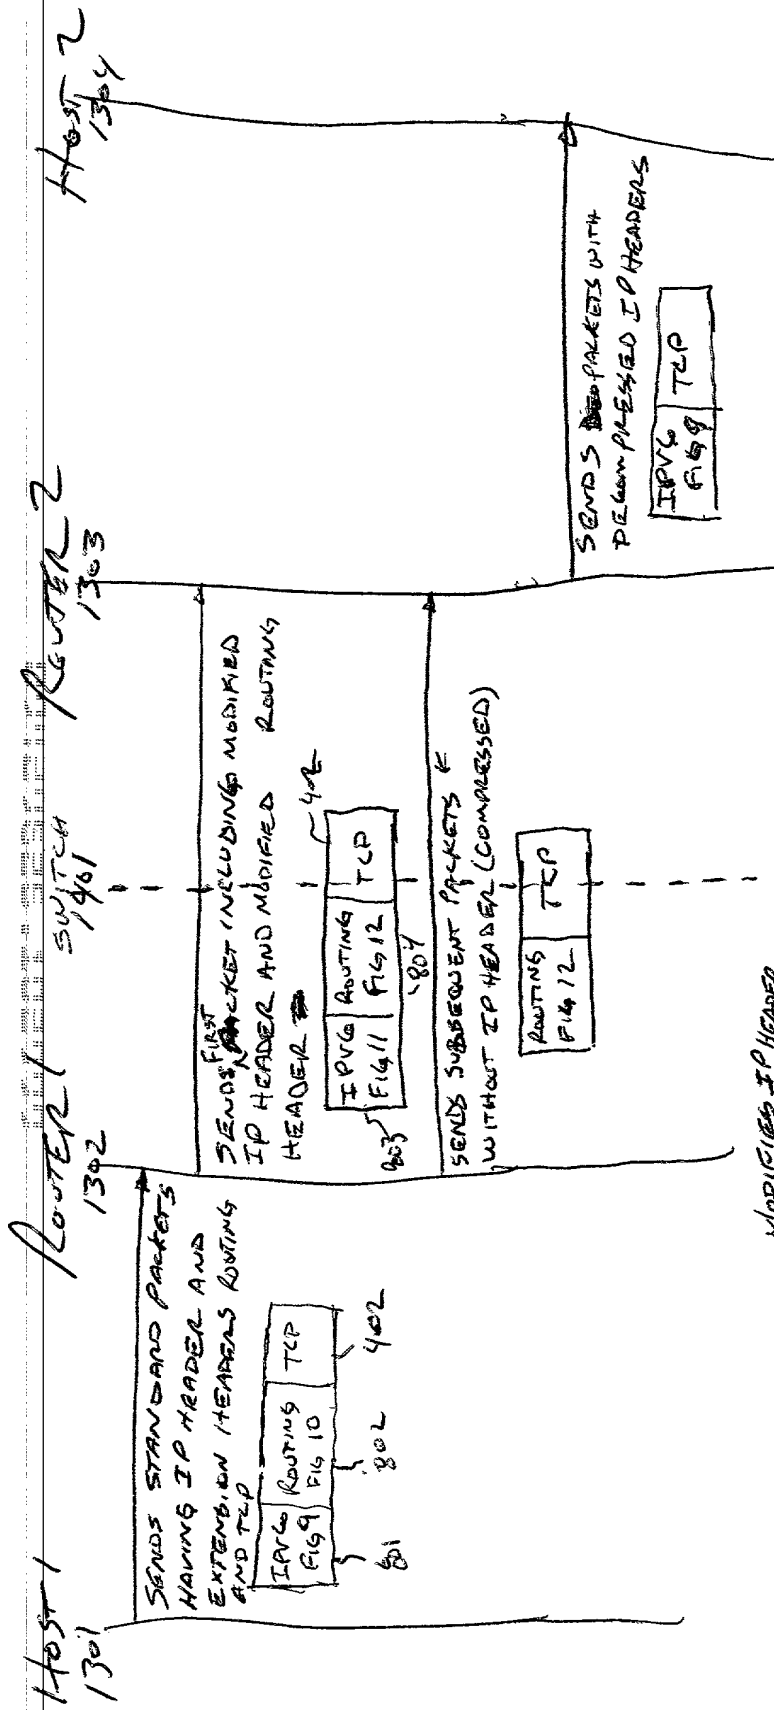 HOST 1
1301
ROUTER 1
1302
SWITCH
401
ROUTER 2
1303
HOST 2
1304
SENDS STANDARD PACKETS
HAVING IP HEADER AND
EXTENSION HEADERS ROUTING
AND TCP
IPV6 ROUTING TCP
FIG 9 FIG 10
801 802 402
SENDS FIRST PACKET INCLUDING MODIFIED
IP HEADER AND MODIFIED ROUTING
HEADER
402
IPV6 ROUTING TCP
FIG 11 FIG 12
803 804
SENDS SUBSEQUENT PACKETS
WITHOUT IP HEADER (COMPRESSED)
ROUTING TCP
FIG 12
SENDS PACKETS WITH
DECOMPRESSED IP HEADERS
IPV6 TCP
FIG 9
MODIFIES IP HEADER